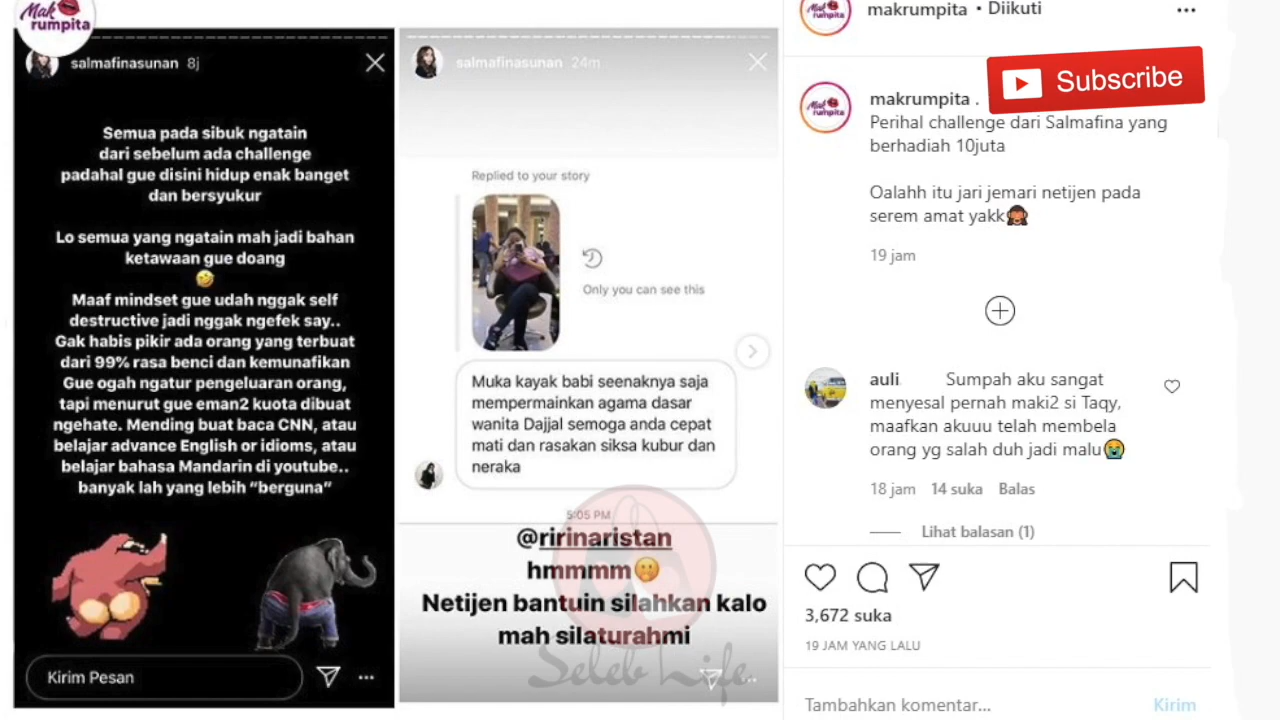 Mak
rumpita
salmafinasunan 8j
Semua pada sibuk ngatain
dari sebelum ada challenge
padahal gue disini hidup enak banget
dan bersyukur
Lo semua yang ngatain mah jadi bahan
ketawaan gue doang
🤣
Maaf mindset gue udah nggak self
destructive jadi nggak ngefek say..
Gak habis pikir ada orang yang terbuat
dari 99% rasa benci dan kemunafikan
Gue ogah ngatur pengeluaran orang,
tapi menurut gue eman2 kuota dibuat
ngehate. Mending buat baca CNN, atau
belajar advance English or idioms, atau
belajar bahasa Mandarin di youtube..
banyak lah yang lebih “berguna”
Kirim Pesan
salmafinasunan 24m
Replied to your story
Only you can see this
Muka kayak babi seenaknya saja
mempermainkan agama dasar
wanita Dajjal semoga anda cepat
mati dan rasakan siksa kubur dan
neraka
5:05 PM
@ririnaristan
hmmmm🤭
Netijen bantuin silahkan kalo
mah silaturahmi
Seleb Life
makrumpita • Diikuti
Subscribe
makrumpita .
Perihal challenge dari Salmafina yang
berhadiah 10juta
Oalahh itu jari jemari netijen pada
serem amat yakk🙈
19 jam
auli Sumpah aku sangat
menyesal pernah maki2 si Taqy,
maafkan akuuu telah membela
orang yg salah duh jadi malu😭
18 jam 14 suka Balas
Lihat balasan (1)
3,672 suka
19 JAM YANG LALU
Tambahkan komentar... Kirim